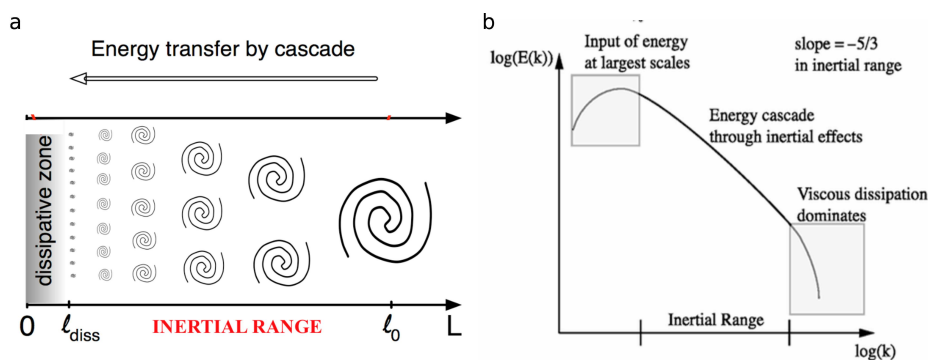 a
Energy transfer by cascade
dissipative zone
0
ℓdiss
INERTIAL RANGE
ℓ0
L
b
log(E(k))
Input of energy
at largest scales
slope = −5/3
in inertial range
Energy cascade
through inertial effects
Viscous dissipation
dominates
Inertial Range
log(k)